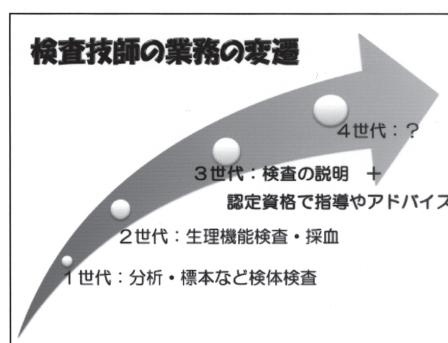 検査技師の業務の変遷
4世代：？
3世代：検査の説明　＋
認定資格で指導やアドバイス
2世代：生理機能検査・採血
1世代：分析・標本など検体検査